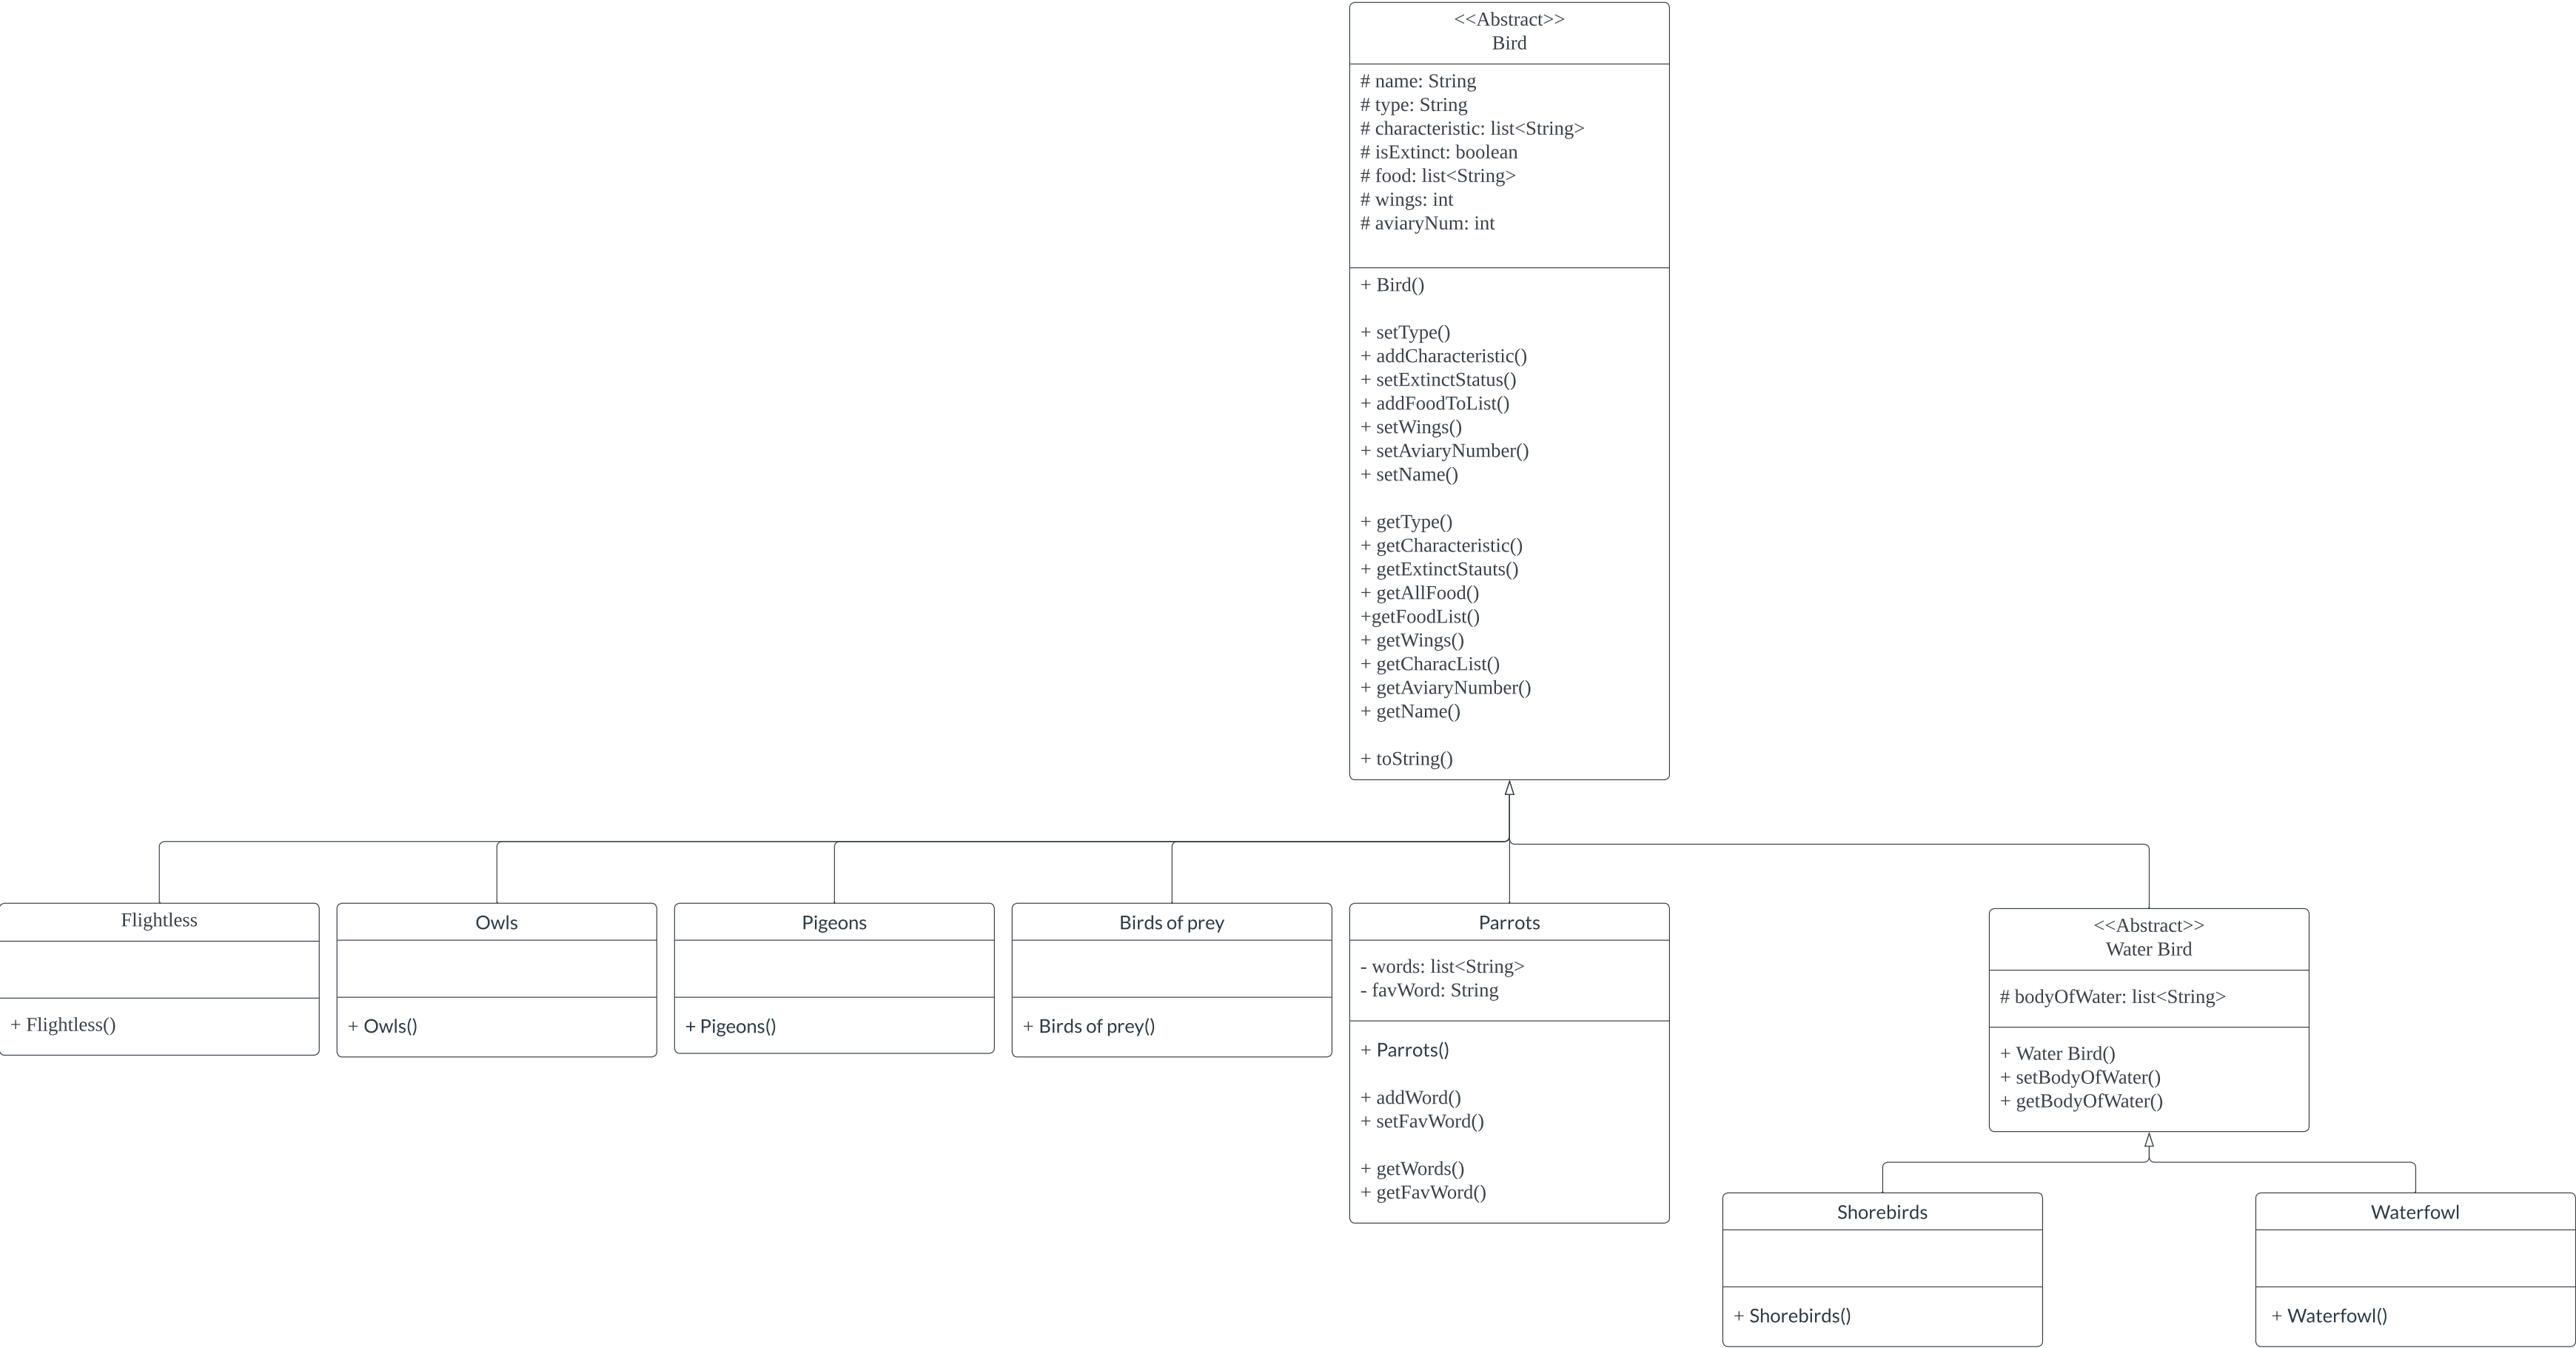 <<Abstract>>
Bird
# name: String
# type: String
# characteristic: list<String>
# isExtinct: boolean
# food: list<String>
# wings: int
# aviaryNum: int
+ Bird()
+ setType()
+ addCharacteristic()
+ setExtinctStatus()
+ addFoodToList()
+ setWings()
+ setAviaryNumber()
+ setName()
+ getType()
+ getCharacteristic()
+ getExtinctStauts()
+ getAllFood()
+getFoodList()
+ getWings()
+ getCharacList()
+ getAviaryNumber()
+ getName()
+ toString()
Flightless
+ Flightless()
Owls
+ Owls()
Pigeons
+ Pigeons()
Birds of prey
+ Birds of prey()
Parrots
- words: list<String>
- favWord: String
+ Parrots()
+ addWord()
+ setFavWord()
+ getWords()
+ getFavWord()
<<Abstract>>
Water Bird
# bodyOfWater: list<String>
+ Water Bird()
+ setBodyOfWater()
+ getBodyOfWater()
Shorebirds
+ Shorebirds()
Waterfowl
+ Waterfowl()